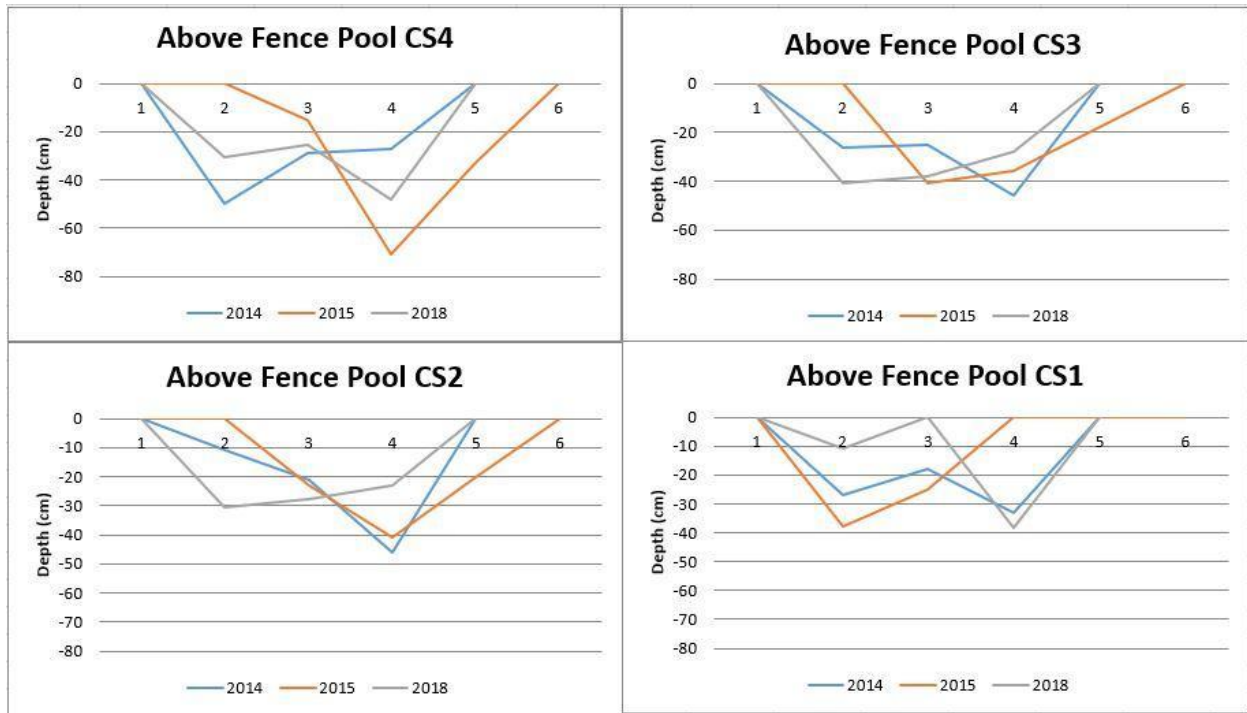 Above Fence Pool CS4
0
1 2 3 4 5 6
-20
-40
-60
-80
Depth (cm)
2014 2015 2018
Above Fence Pool CS3
0
1 2 3 4 5 6
-20
-40
-60
-80
Depth (cm)
2014 2015 2018
Above Fence Pool CS2
0
1 2 3 4 5 6
-10
-20
-30
-40
-50
-60
-70
-80
Depth (cm)
2014 2015 2018
Above Fence Pool CS1
0
1 2 3 4 5 6
-10
-20
-30
-40
-50
-60
-70
-80
Depth (cm)
2014 2015 2018